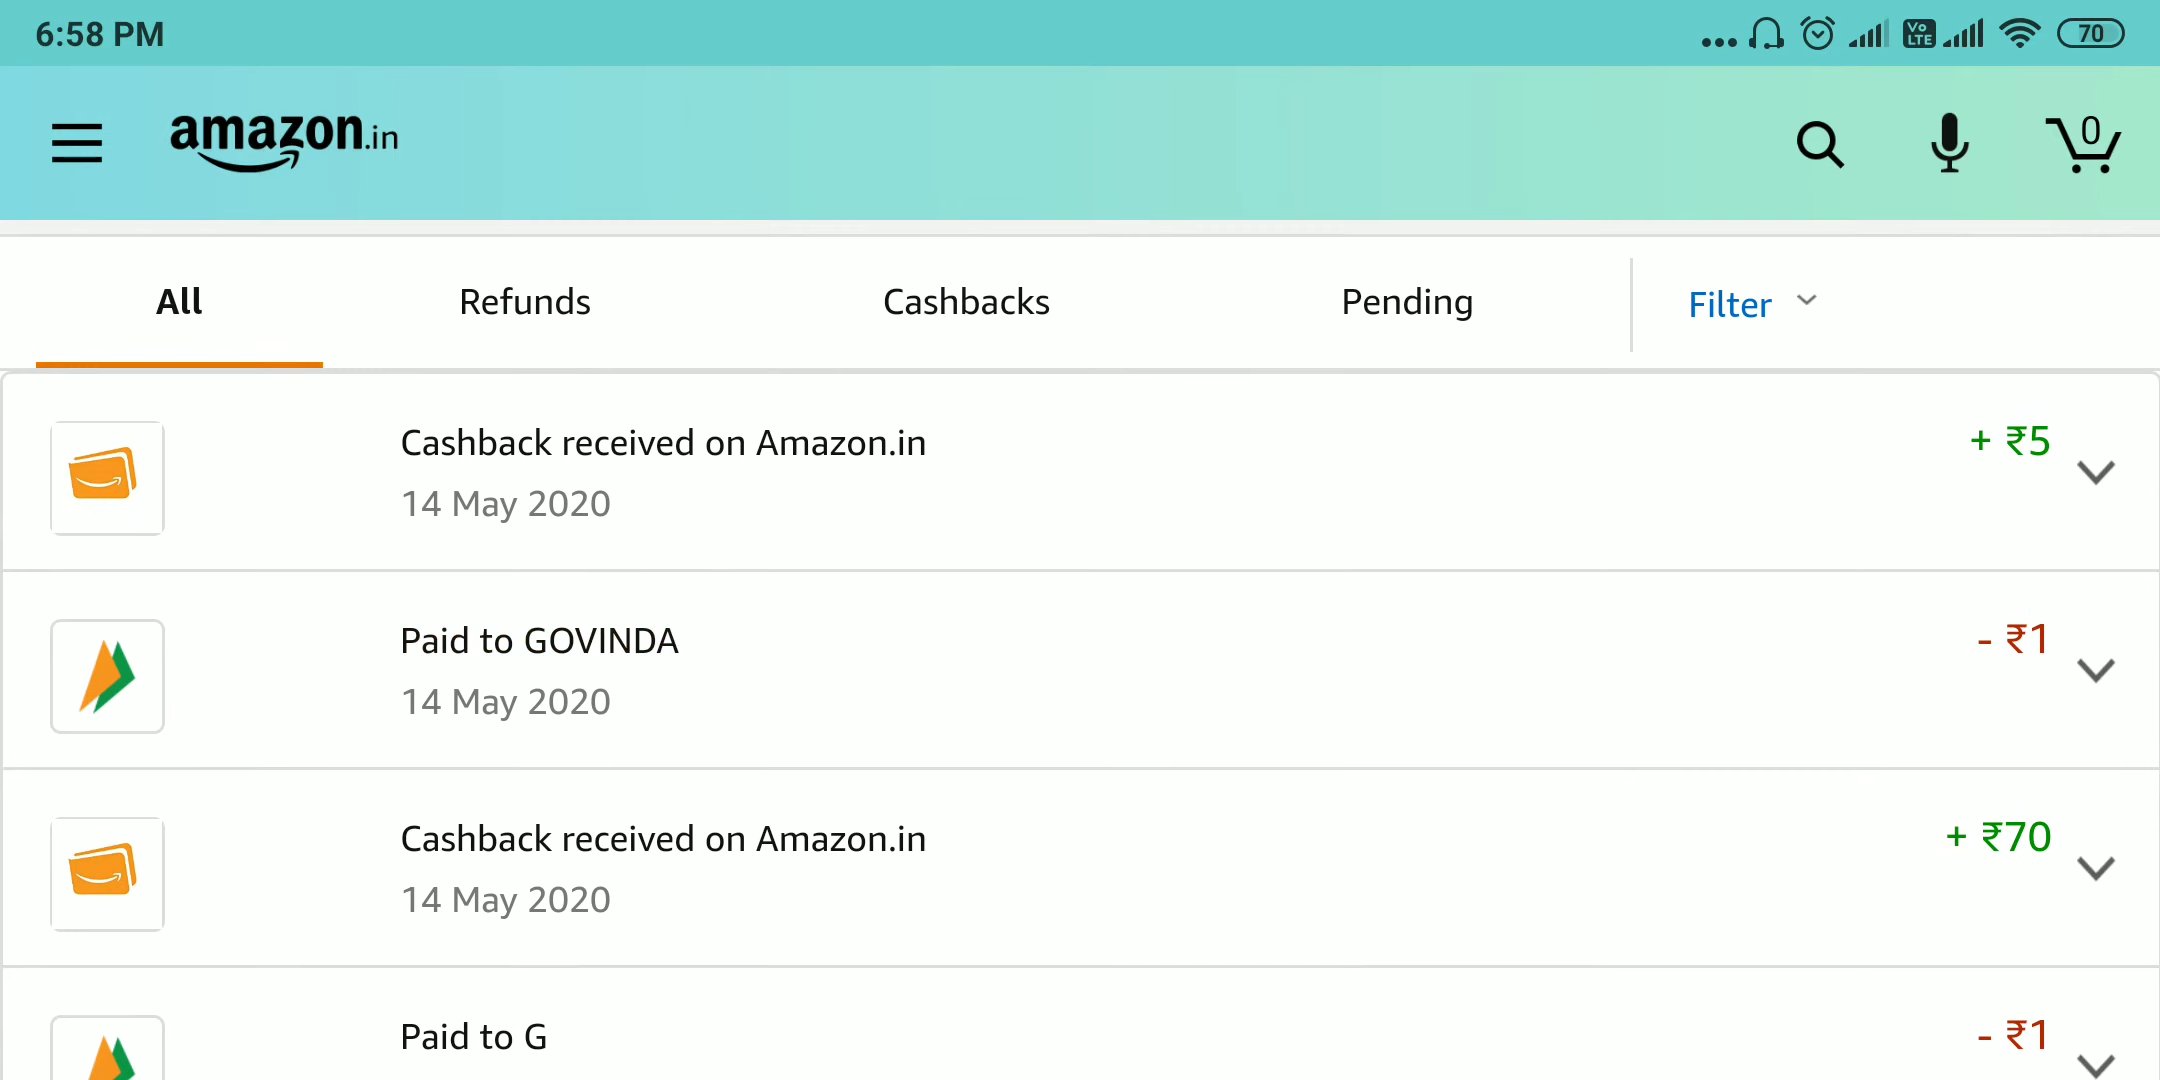 6:58 PM
Vo LTE
70
amazon.in
0
All
Refunds
Cashbacks
Pending
Filter
Cashback received on Amazon.in
+ ₹5
14 May 2020
Paid to GOVINDA
- ₹1
14 May 2020
Cashback received on Amazon.in
+ ₹70
14 May 2020
Paid to G
- ₹1